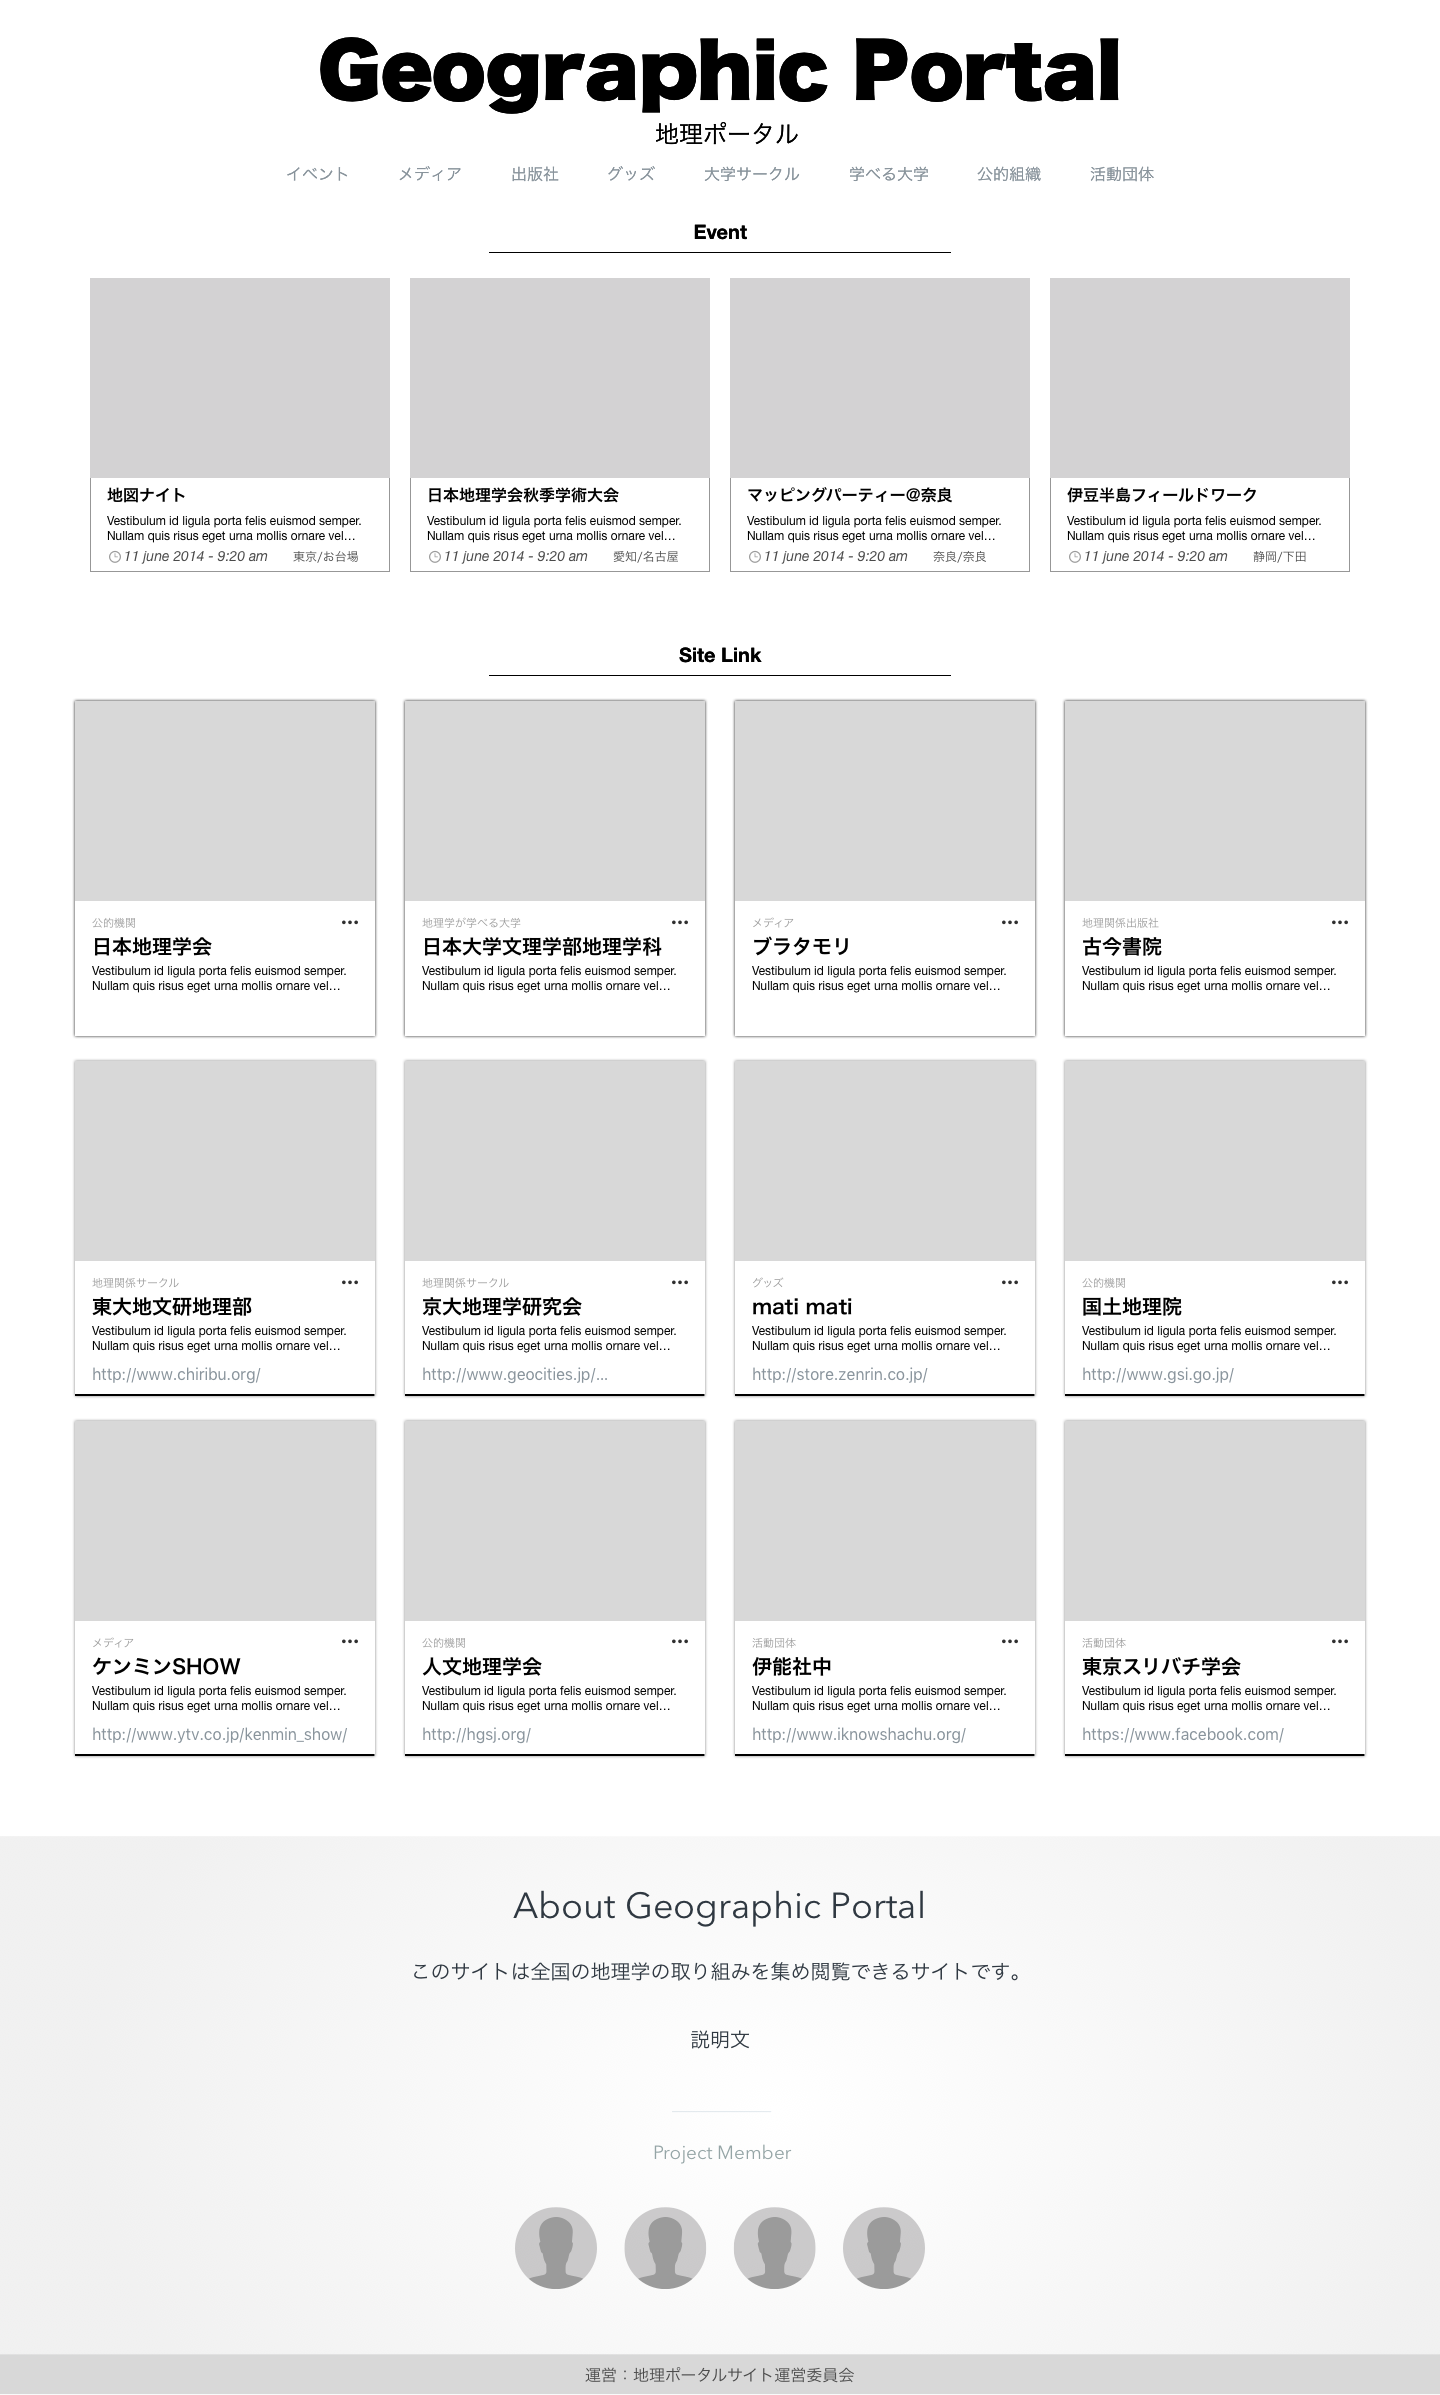 Geographic Portal
地理ポータル
イベント メディア 出版社 グッズ 大学サークル 学べる大学 公的組織 活動団体
Event
地図ナイト
Vestibulum id ligula porta felis euismod semper.
Nullam quis risus eget urna mollis ornare vel…
11 june 2014 - 9:20 am 東京/お台場
日本地理学会秋季学術大会
Vestibulum id ligula porta felis euismod semper.
Nullam quis risus eget urna mollis ornare vel…
11 june 2014 - 9:20 am 愛知/名古屋
マッピングパーティー@奈良
Vestibulum id ligula porta felis euismod semper.
Nullam quis risus eget urna mollis ornare vel…
11 june 2014 - 9:20 am 奈良/奈良
伊豆半島フィールドワーク
Vestibulum id ligula porta felis euismod semper.
Nullam quis risus eget urna mollis ornare vel…
11 june 2014 - 9:20 am 静岡/下田
Site Link
公的機関
日本地理学会
Vestibulum id ligula porta felis euismod semper.
Nullam quis risus eget urna mollis ornare vel…
地理学が学べる大学
日本大学文理学部地理学科
Vestibulum id ligula porta felis euismod semper.
Nullam quis risus eget urna mollis ornare vel…
メディア
ブラタモリ
Vestibulum id ligula porta felis euismod semper.
Nullam quis risus eget urna mollis ornare vel…
地理関係出版社
古今書院
Vestibulum id ligula porta felis euismod semper.
Nullam quis risus eget urna mollis ornare vel…
地理関係サークル
東大地文研地理部
Vestibulum id ligula porta felis euismod semper.
Nullam quis risus eget urna mollis ornare vel…
http://www.chiribu.org/
地理関係サークル
京大地理学研究会
Vestibulum id ligula porta felis euismod semper.
Nullam quis risus eget urna mollis ornare vel…
http://www.geocities.jp/...
グッズ
mati mati
Vestibulum id ligula porta felis euismod semper.
Nullam quis risus eget urna mollis ornare vel…
http://store.zenrin.co.jp/
公的機関
国土地理院
Vestibulum id ligula porta felis euismod semper.
Nullam quis risus eget urna mollis ornare vel…
http://www.gsi.go.jp/
メディア
ケンミンSHOW
Vestibulum id ligula porta felis euismod semper.
Nullam quis risus eget urna mollis ornare vel…
http://www.ytv.co.jp/kenmin_show/
公的機関
人文地理学会
Vestibulum id ligula porta felis euismod semper.
Nullam quis risus eget urna mollis ornare vel…
http://hgsj.org/
活動団体
伊能社中
Vestibulum id ligula porta felis euismod semper.
Nullam quis risus eget urna mollis ornare vel…
http://www.iknowshachu.org/
活動団体
東京スリバチ学会
Vestibulum id ligula porta felis euismod semper.
Nullam quis risus eget urna mollis ornare vel…
https://www.facebook.com/
About Geographic Portal
このサイトは全国の地理学の取り組みを集め閲覧できるサイトです。
説明文
Project Member
運営：地理ポータルサイト運営委員会